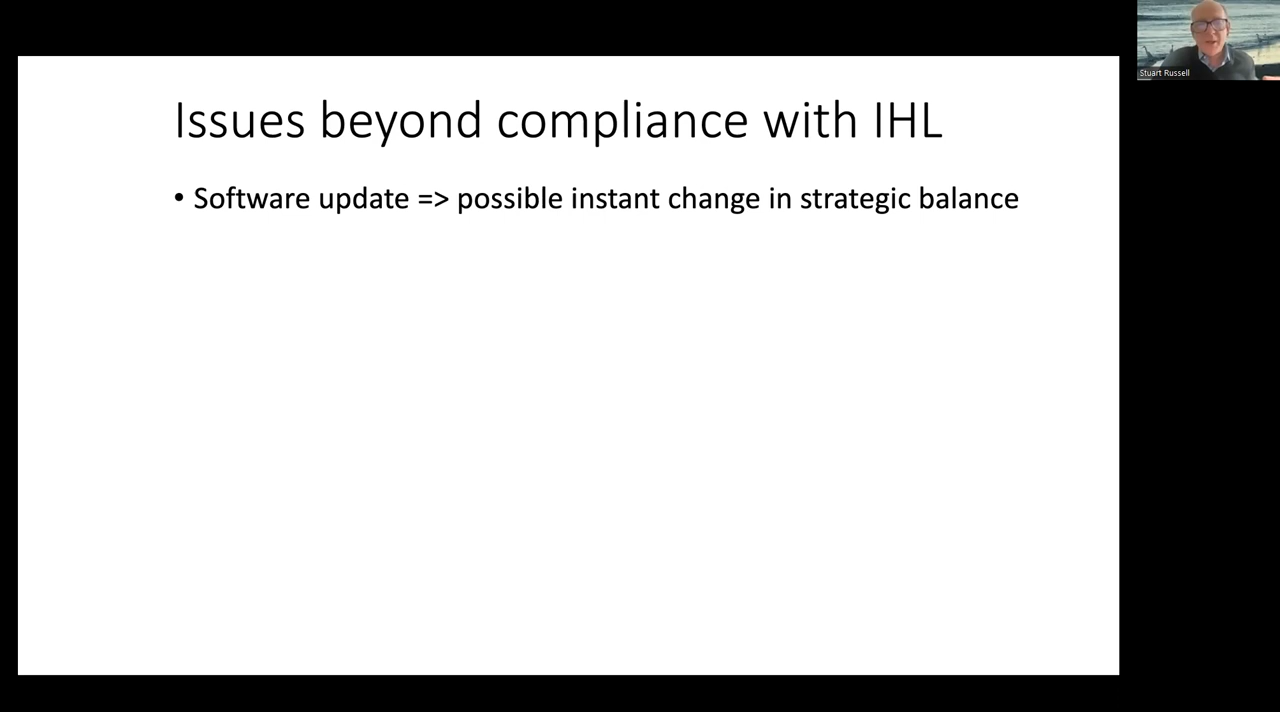 Issues beyond compliance with IHL
• Software update => possible instant change in strategic balance
Stuart Russell